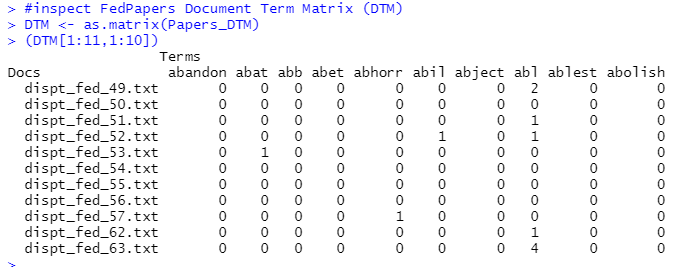 > #inspect FedPapers Document Term Matrix (DTM)
> DTM <- as.matrix(Papers_DTM)
> (DTM[1:11,1:10])
                  Terms
Docs               abandon abat abb abet abhorr abil abject abl ablest abolish
  dispt_fed_49.txt       0    0   0    0      0    0      0   2      0       0
  dispt_fed_50.txt       0    0   0    0      0    0      0   0      0       0
  dispt_fed_51.txt       0    0   0    0      0    0      0   1      0       0
  dispt_fed_52.txt       0    0   0    0      0    1      0   1      0       0
  dispt_fed_53.txt       0    1   0    0      0    0      0   0      0       0
  dispt_fed_54.txt       0    0   0    0      0    0      0   0      0       0
  dispt_fed_55.txt       0    0   0    0      0    0      0   0      0       0
  dispt_fed_56.txt       0    0   0    0      0    0      0   0      0       0
  dispt_fed_57.txt       0    0   0    0      1    0      0   0      0       0
  dispt_fed_62.txt       0    0   0    0      0    0      0   1      0       0
  dispt_fed_63.txt       0    0   0    0      0    0      0   4      0       0
>